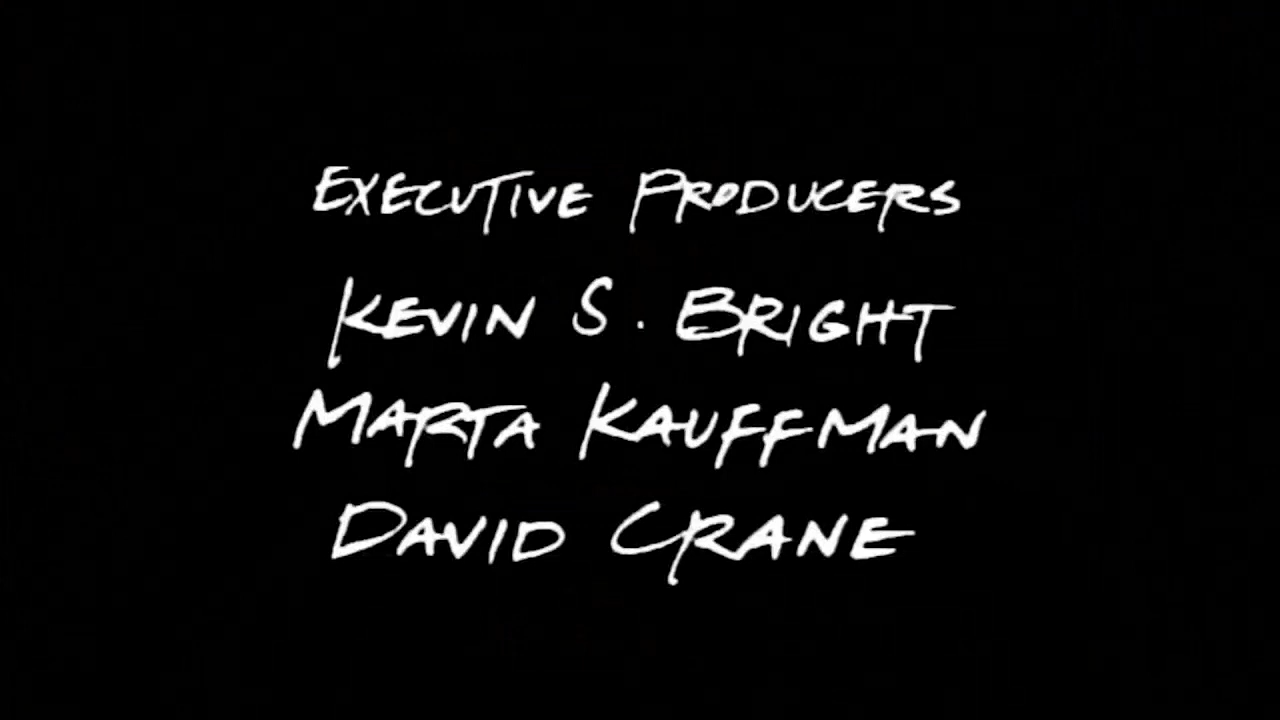 EXECUTIVE PRODUCERS
KEVIN S. BRIGHT
MARTA KAUFFMAN
DAVID CRANE